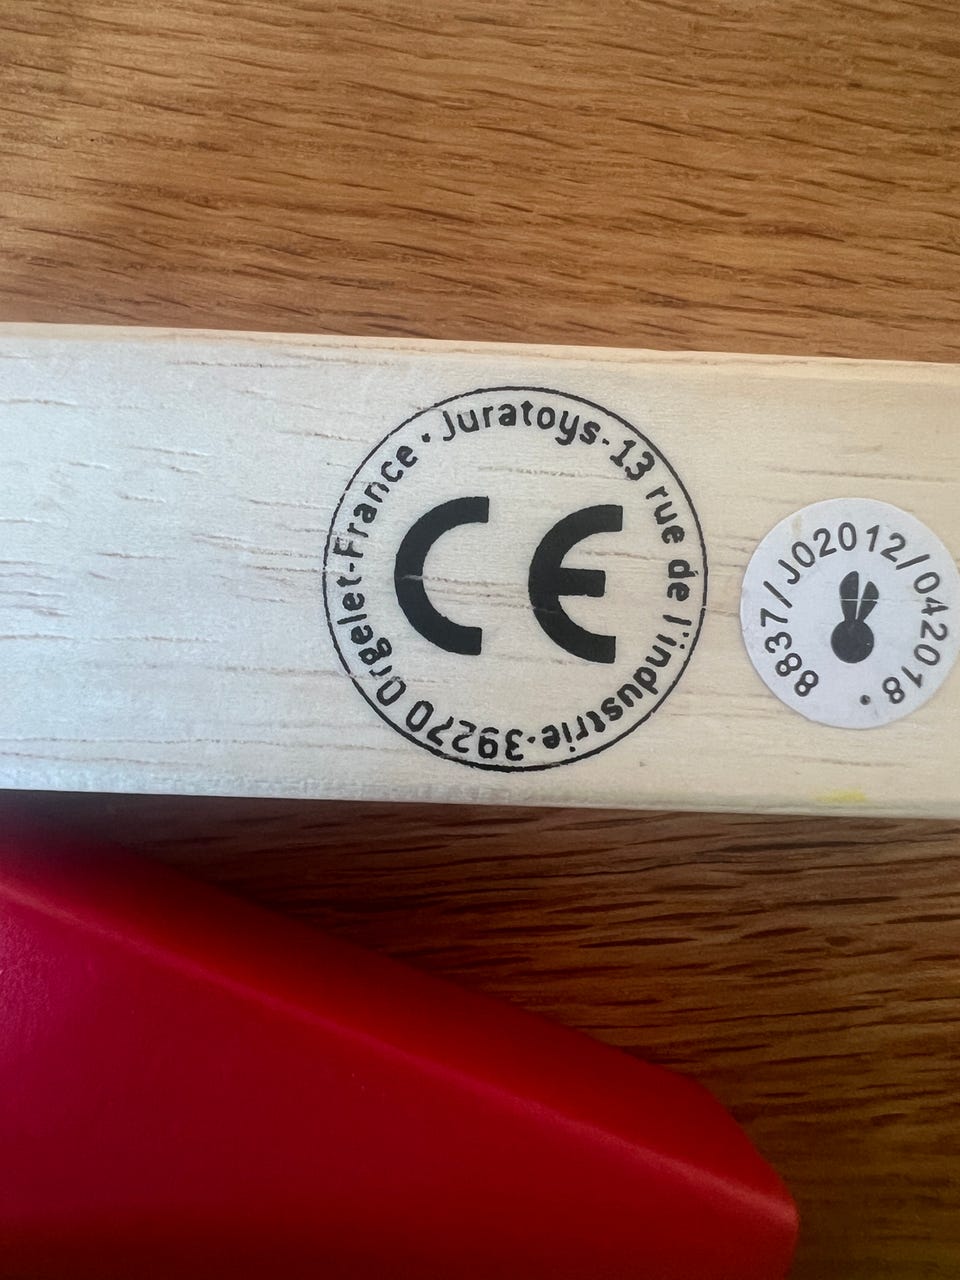 Juratoys-13 rue de l'industrie-39270 Orgelet-France •
CE
8837/J02012/042018.